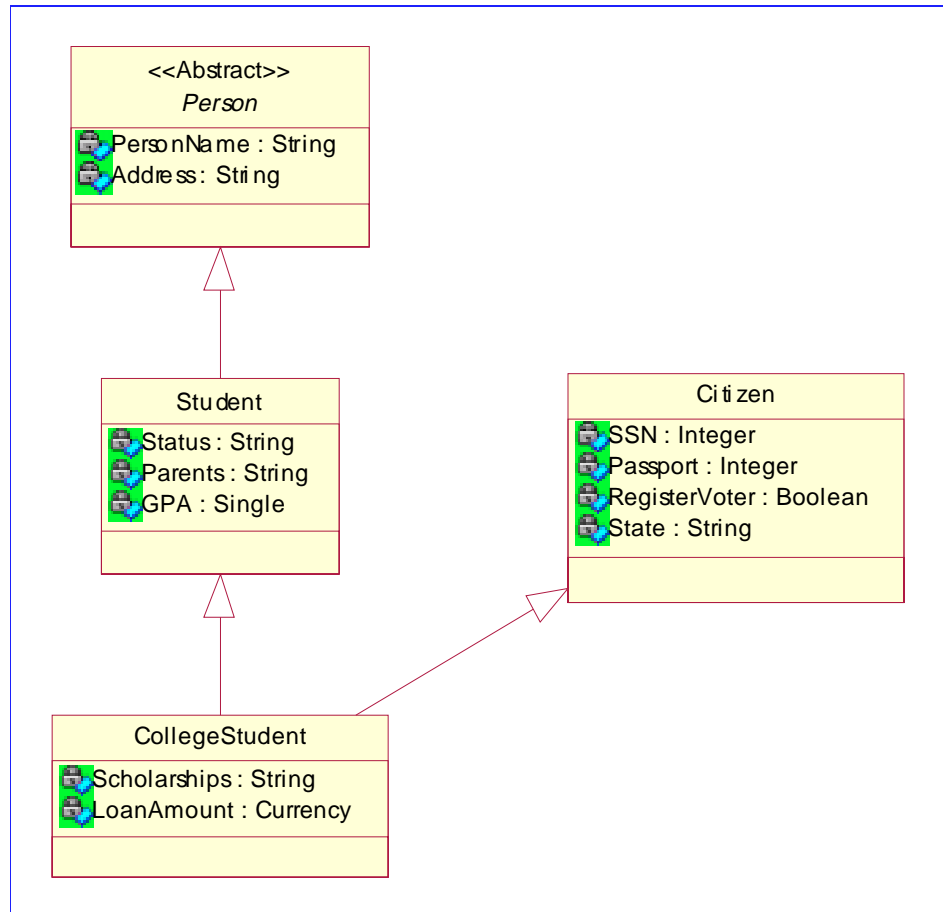 <<Abstract>>
Person
PersonName : String
Address : String
Student
Status : String
Parents : String
GPA : Single
Citizen
SSN : Integer
Passport : Integer
RegisterVoter : Boolean
State : String
CollegeStudent
Scholarships : String
LoanAmount : Currency